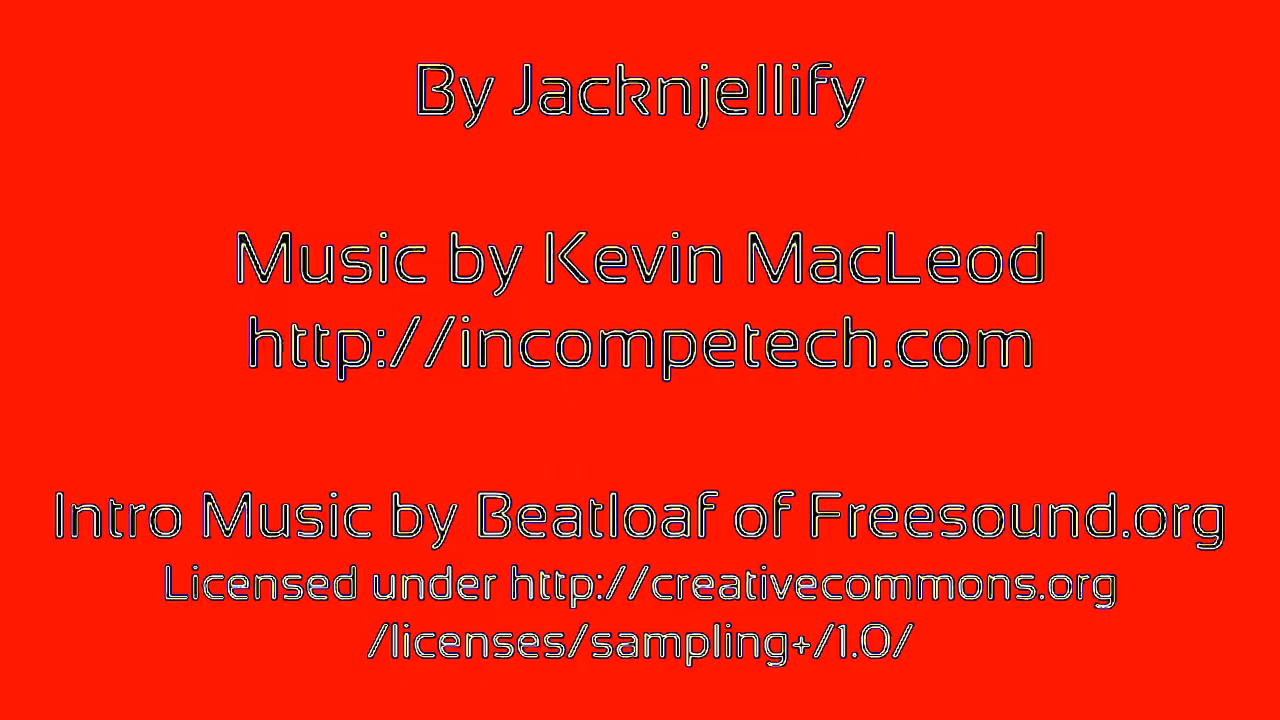 By Jacknjellify
Music by Kevin MacLeod
http://incompetech.com
Intro Music by Beatloaf of Freesound.org
Licensed under http://creativecommons.org
/licenses/sampling+/1.0/